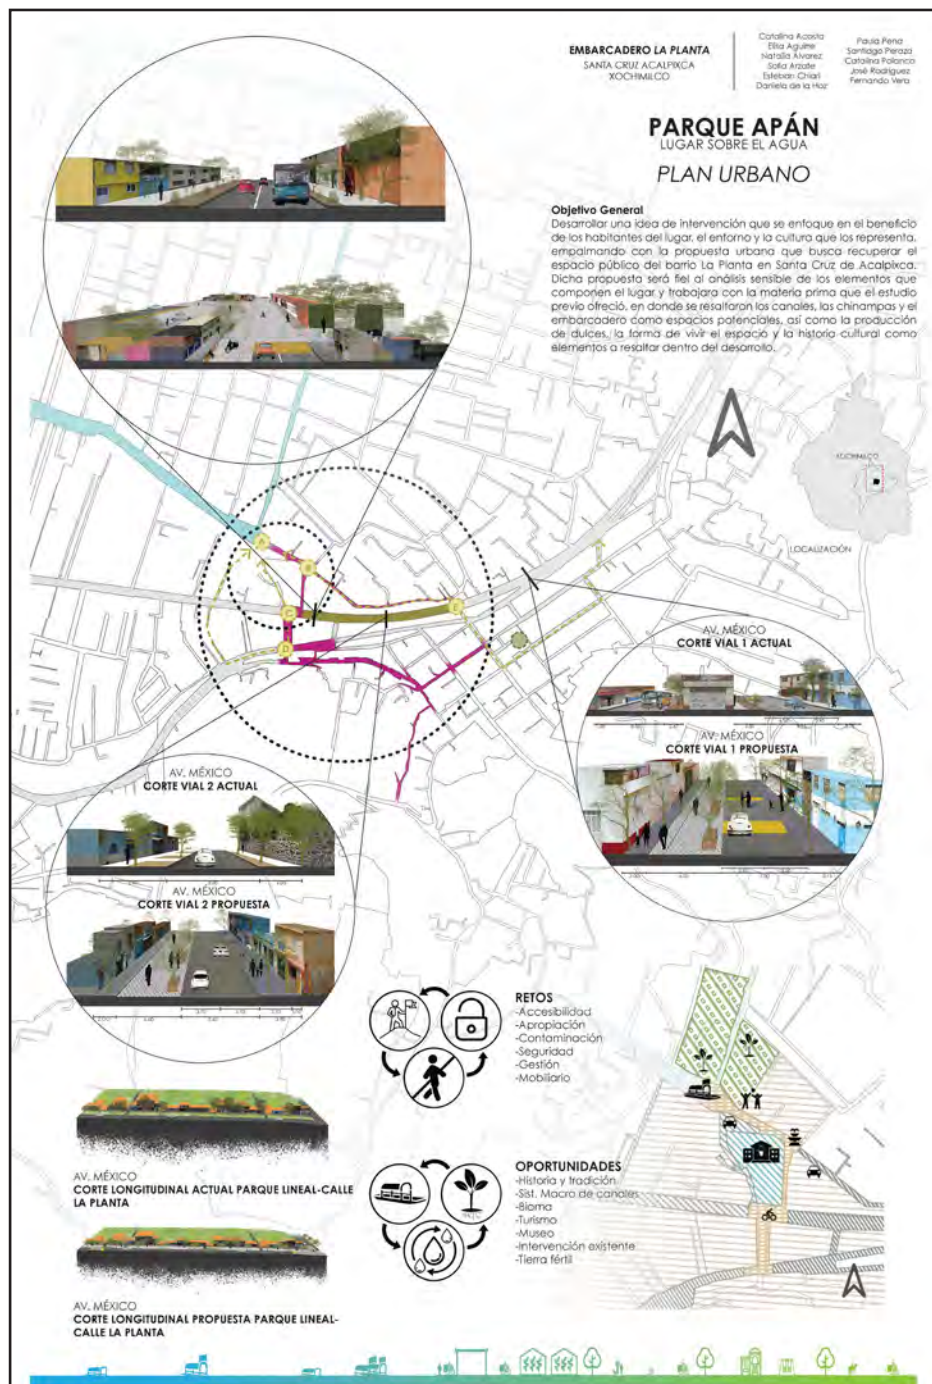 EMBARCADERO LA PLANTA
SANTA CRUZ ACALPIXCA
XOCHIMILCO
Catalina Acosta
Elisa Aguirre
Natalia Alvarez
Sofia Arzate
Esteban Chiari
Daniela de la Hoz
Paula Pena
Santiago Peraza
Catalina Polanco
José Rodriguez
Fernando Vera
PARQUE APÁN
LUGAR SOBRE EL AGUA
PLAN URBANO
Objetivo General
Desarrollar una idea de intervención que se enfoque en el beneficio
de los habitantes del lugar, el entorno y la cultura que los representa,
empalmando con la propuesta urbana que busca recuperar el
espacio público del barrio La Planta en Santa Cruz de Acalpixca.
Dicha propuesta será fiel al análisis sensible de los elementos que
componen el lugar y trabajara con la materia prima que el estudio
previo ofreció, en donde se resaltaron los canales, las chinampas y el
embarcadero como espacios potenciales, así como la producción
de dulces, la forma de vivir el espacio y la historia cultural como
elementos a resaltar dentro del desarrollo.
XOCHIMILCO
LOCALIZACIÓN
A
B
C
D
E
AV. MÉXICO
CORTE VIAL 1 ACTUAL
AV. MÉXICO
CORTE VIAL 1 PROPUESTA
AV. MÉXICO
CORTE VIAL 2 ACTUAL
AV. MÉXICO
CORTE VIAL 2 PROPUESTA
RETOS
-Accesibilidad
-Apropiación
-Contaminación
-Seguridad
-Gestión
-Mobiliario
OPORTUNIDADES
-Historia y tradición
-Sist. Macro de canales
-Bioma
-Turismo
-Museo
-Intervención existente
-Tierra fértil
AV. MÉXICO
CORTE LONGITUDINAL ACTUAL PARQUE LINEAL-CALLE
LA PLANTA
AV. MÉXICO
CORTE LONGITUDINAL PROPUESTA PARQUE LINEAL-
CALLE LA PLANTA